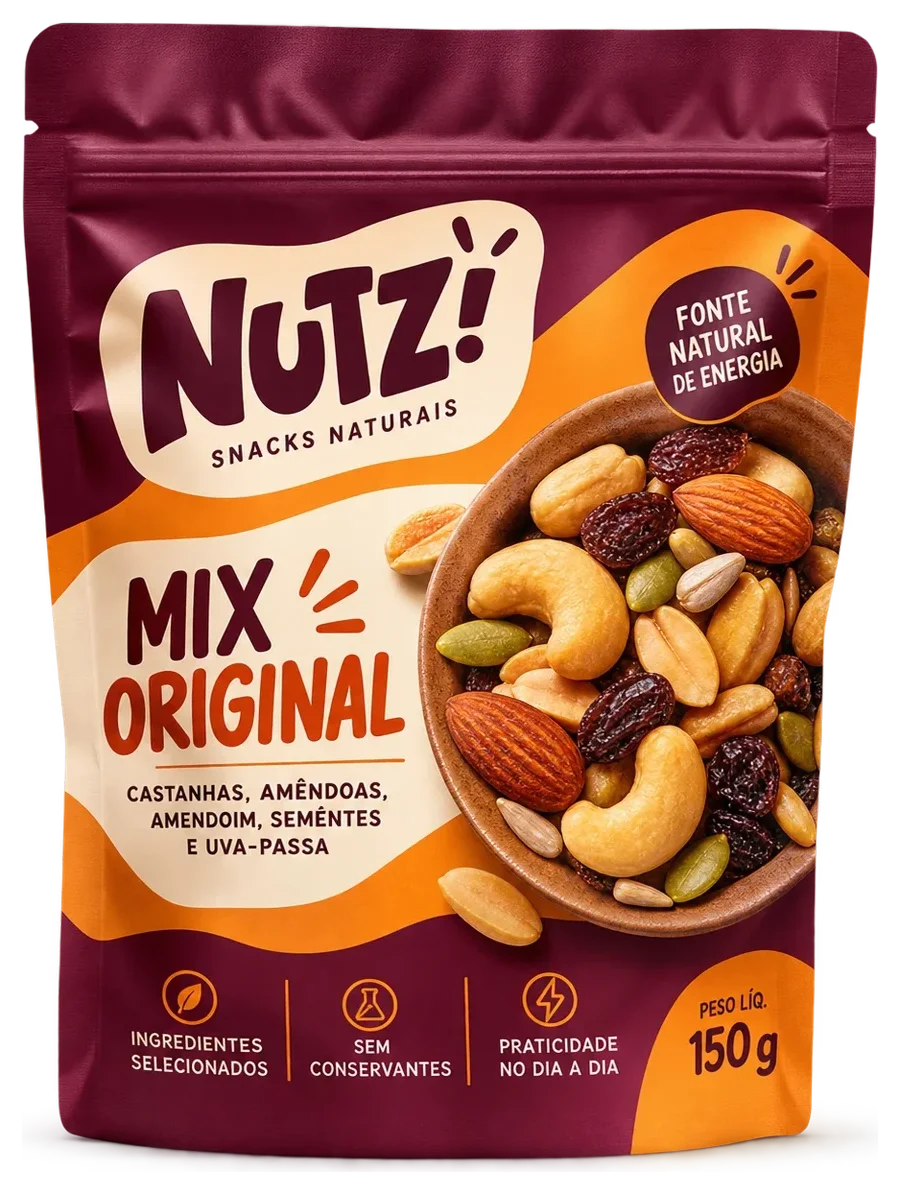 NUTZ!
SNACKS NATURAIS
FONTE
NATURAL
DE ENERGIA
MIX
ORIGINAL
CASTANHAS, AMÊNDOAS,
AMENDOIM, SEMÊNTES
E UVA-PASSA
INGREDIENTES
SELECIONADOS
SEM
CONSERVANTES
PRATICIDADE
NO DIA A DIA
PESO LÍQ.
150 g